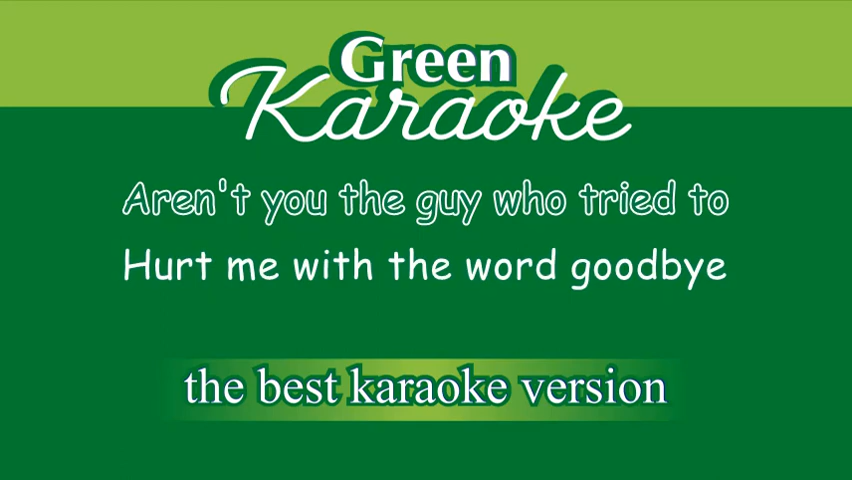 Green
Karaoke
Aren't you the guy who tried to
Hurt me with the word goodbye
the best karaoke version